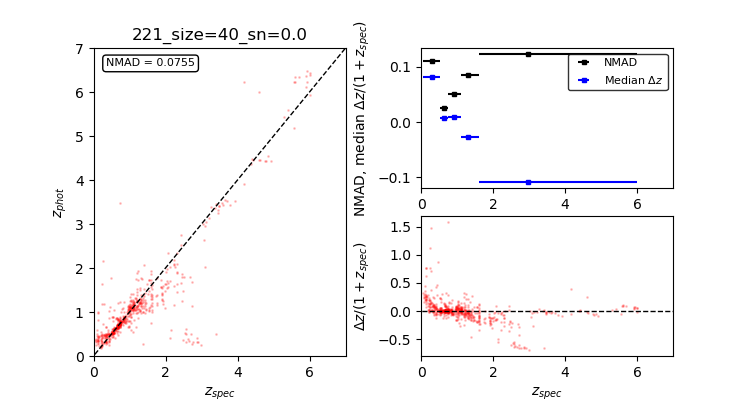 221_size=40_sn=0.0
NMAD = 0.0755
7
6
5
4
3
2
1
0
z_phot
0 2 4 6
z_spec
NMAD, median Δz/(1 + z_spec)
0.1
0.0
−0.1
NMAD
Median Δz
0 2 4 6
Δz/(1 + z_spec)
1.5
1.0
0.5
0.0
−0.5
0 2 4 6
z_spec